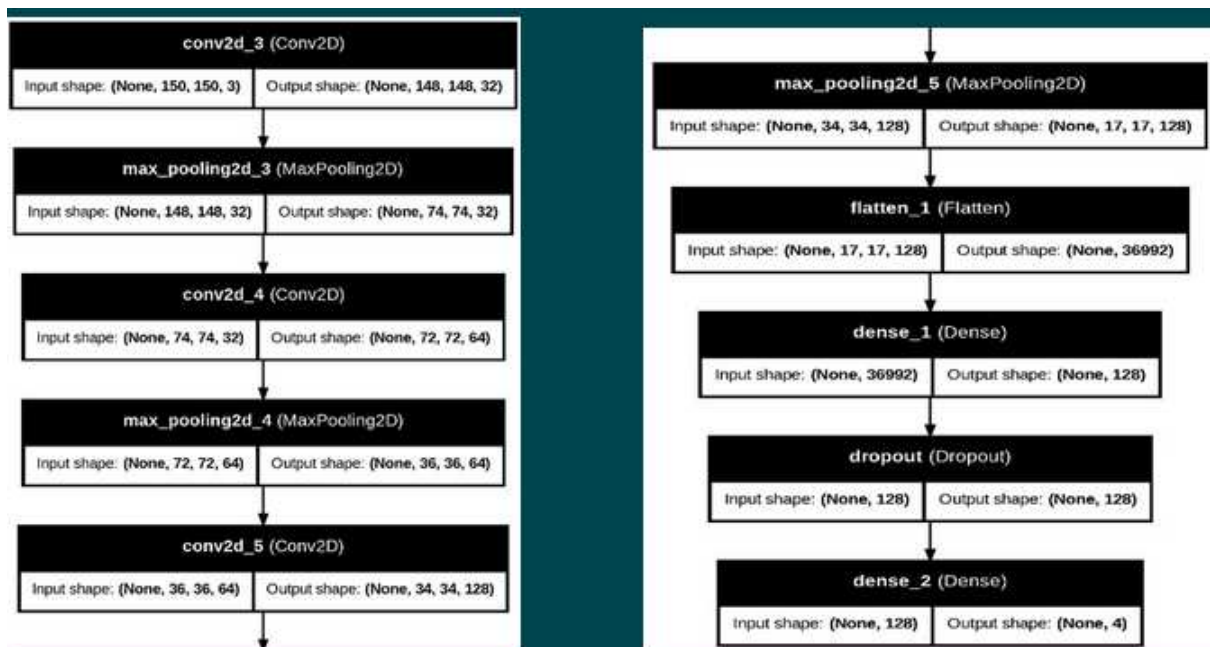 conv2d_3 (Conv2D)
Input shape: (None, 150, 150, 3) Output shape: (None, 148, 148, 32)
max_pooling2d_3 (MaxPooling2D)
Input shape: (None, 148, 148, 32) Output shape: (None, 74, 74, 32)
conv2d_4 (Conv2D)
Input shape: (None, 74, 74, 32) Output shape: (None, 72, 72, 64)
max_pooling2d_4 (MaxPooling2D)
Input shape: (None, 72, 72, 64) Output shape: (None, 36, 36, 64)
conv2d_5 (Conv2D)
Input shape: (None, 36, 36, 64) Output shape: (None, 34, 34, 128)
max_pooling2d_5 (MaxPooling2D)
Input shape: (None, 34, 34, 128) Output shape: (None, 17, 17, 128)
flatten_1 (Flatten)
Input shape: (None, 17, 17, 128) Output shape: (None, 36992)
dense_1 (Dense)
Input shape: (None, 36992) Output shape: (None, 128)
dropout (Dropout)
Input shape: (None, 128) Output shape: (None, 128)
dense_2 (Dense)
Input shape: (None, 128) Output shape: (None, 4)